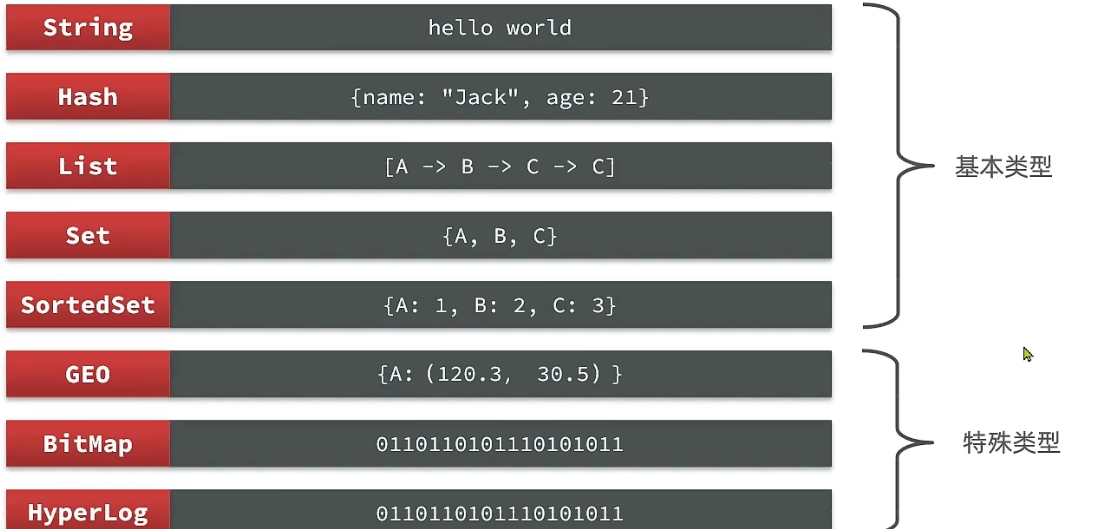 String hello world
Hash {name: "Jack", age: 21}
List [A -> B -> C -> C]
基本类型
Set {A, B, C}
SortedSet {A: 1, B: 2, C: 3}
GEO {A: (120.3, 30.5) }
BitMap 0110110101110101011
特殊类型
HyperLog 0110110101110101011